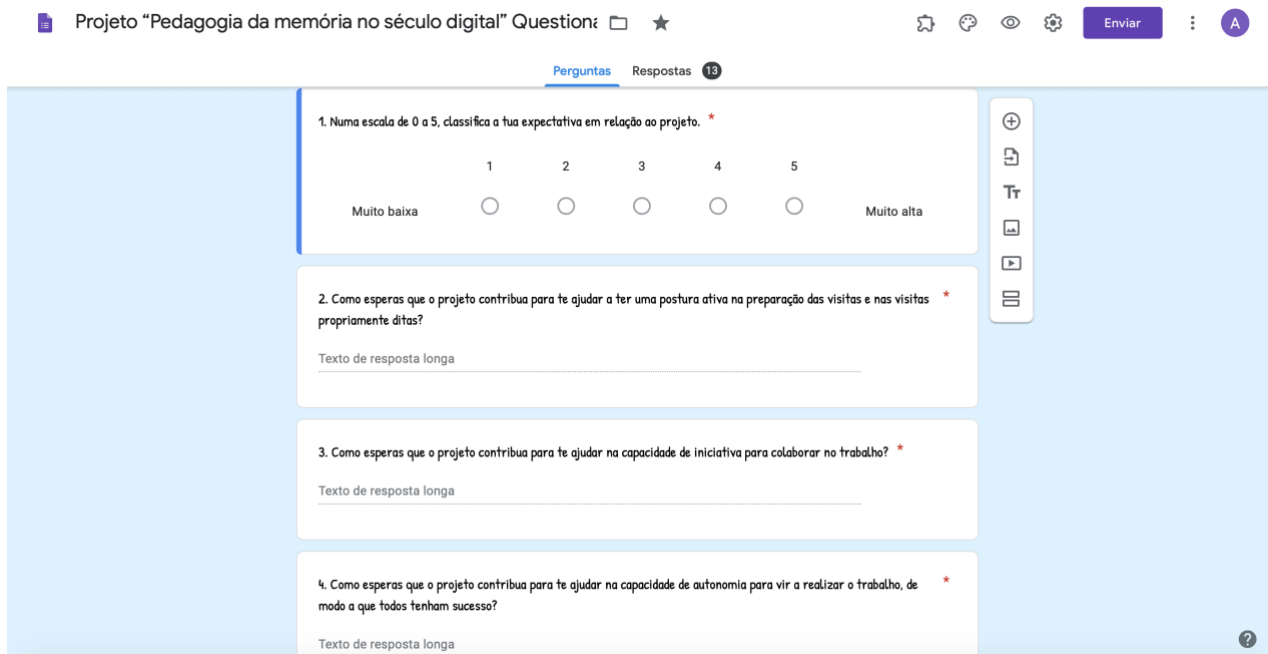 Projeto “Pedagogia da memória no século digital” Questioná
Enviar
A
Perguntas
Respostas 13
1. Numa escala de 0 a 5, classifica a tua expectativa em relação ao projeto. *
1 2 3 4 5
Muito baixa
Muito alta
2. Como esperas que o projeto contribua para te ajudar a ter uma postura ativa na preparação das visitas e nas visitas *
propriamente ditas?
Texto de resposta longa
3. Como esperas que o projeto contribua para te ajudar na capacidade de iniciativa para colaborar no trabalho? *
Texto de resposta longa
4. Como esperas que o projeto contribua para te ajudar na capacidade de autonomia para vir a realizar o trabalho, de *
modo a que todos tenham sucesso?
Texto de resposta longa